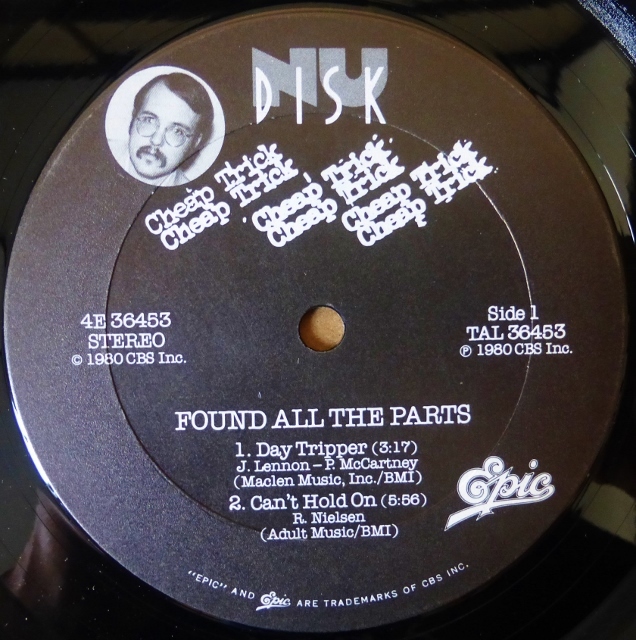 NU
DISK
Cheap Trick Cheap Trick Cheap Trick
Cheap Trick Cheap Trick Cheap Trick
4E 36453
STEREO
© 1980 CBS Inc.
Side 1
TAL 36453
℗ 1980 CBS Inc.
FOUND ALL THE PARTS
1. Day Tripper (3:17)
J. Lennon – P. McCartney
(Maclen Music, Inc./BMI)
2. Can't Hold On (5:56)
R. Nielsen
(Adult Music/BMI)
Epic
"EPIC" AND Epic ARE TRADEMARKS OF CBS INC.